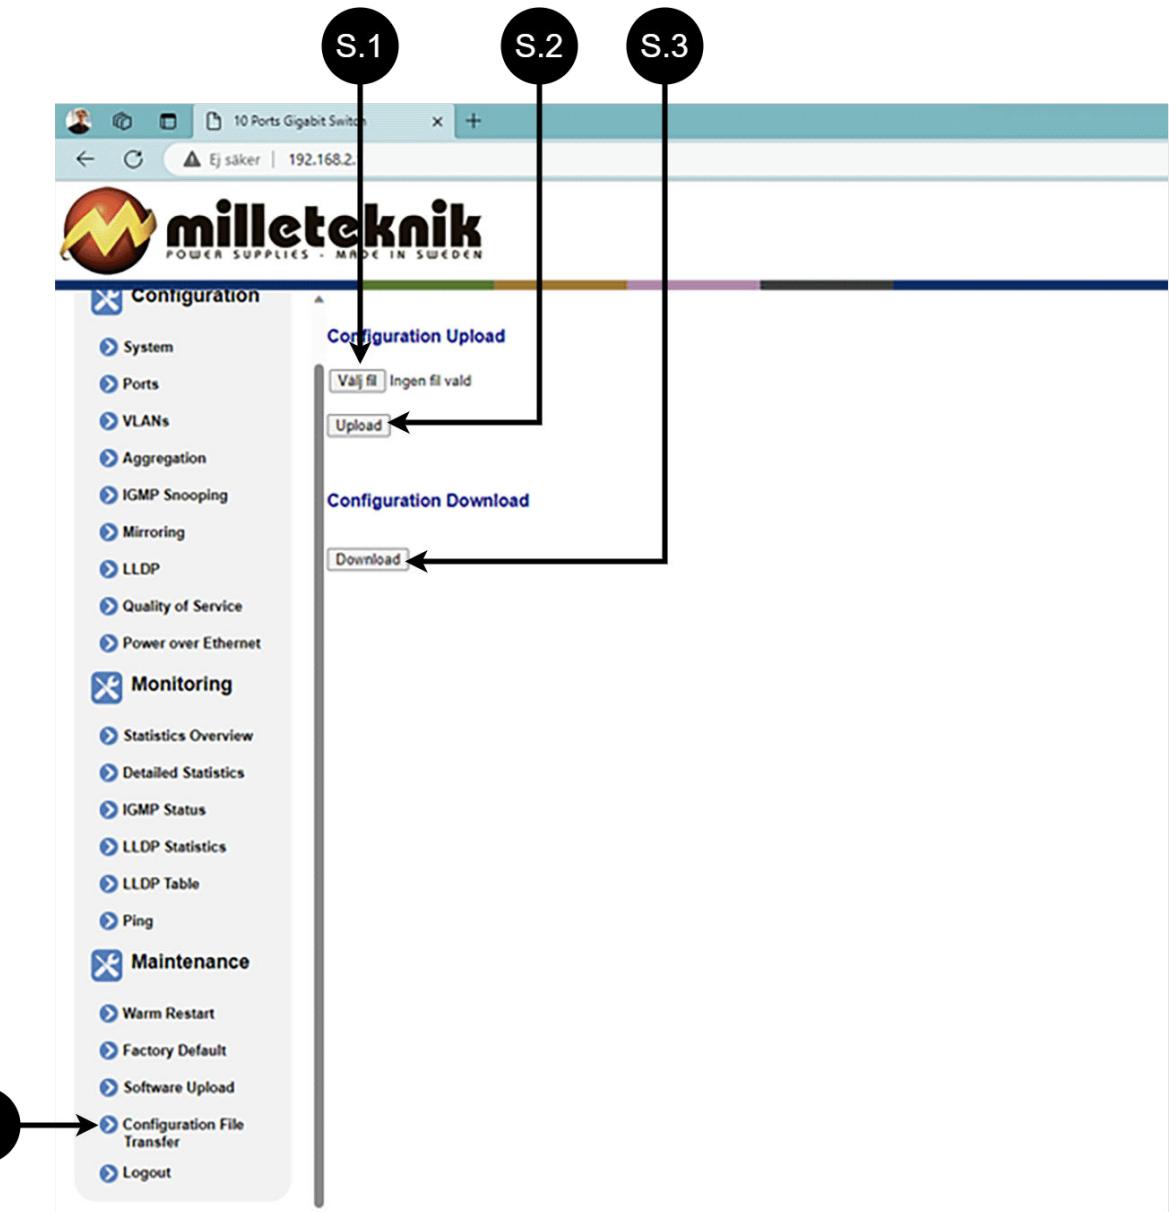 S.1 S.2 S.3
10 Ports Gigabit Switch
Ej säker 192.168.2.
milleteknik
POWER SUPPLIES - MADE IN SWEDEN
Configuration
System
Ports
VLANs
Aggregation
IGMP Snooping
Mirroring
LLDP
Quality of Service
Power over Ethernet
Monitoring
Statistics Overview
Detailed Statistics
IGMP Status
LLDP Statistics
LLDP Table
Ping
Maintenance
Warm Restart
Factory Default
Software Upload
Configuration File
Transfer
Logout
Configuration Upload
Välj fil Ingen fil vald
Upload
Configuration Download
Download